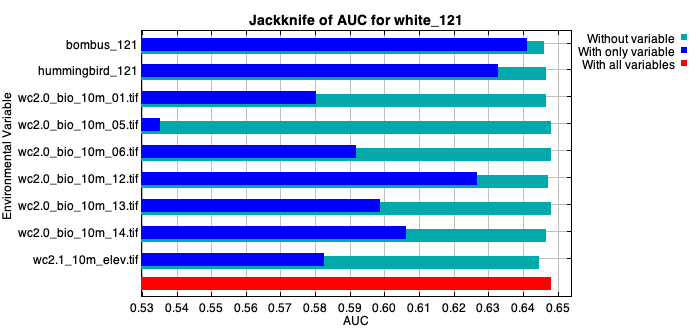 Jackknife of AUC for white_121
Without variable
With only variable
With all variables
Environmental Variable
bombus_121
hummingbird_121
wc2.0_bio_10m_01.tif
wc2.0_bio_10m_05.tif
wc2.0_bio_10m_06.tif
wc2.0_bio_10m_12.tif
wc2.0_bio_10m_13.tif
wc2.0_bio_10m_14.tif
wc2.1_10m_elev.tif
0.53 0.54 0.55 0.56 0.57 0.58 0.59 0.60 0.61 0.62 0.63 0.64 0.65
AUC